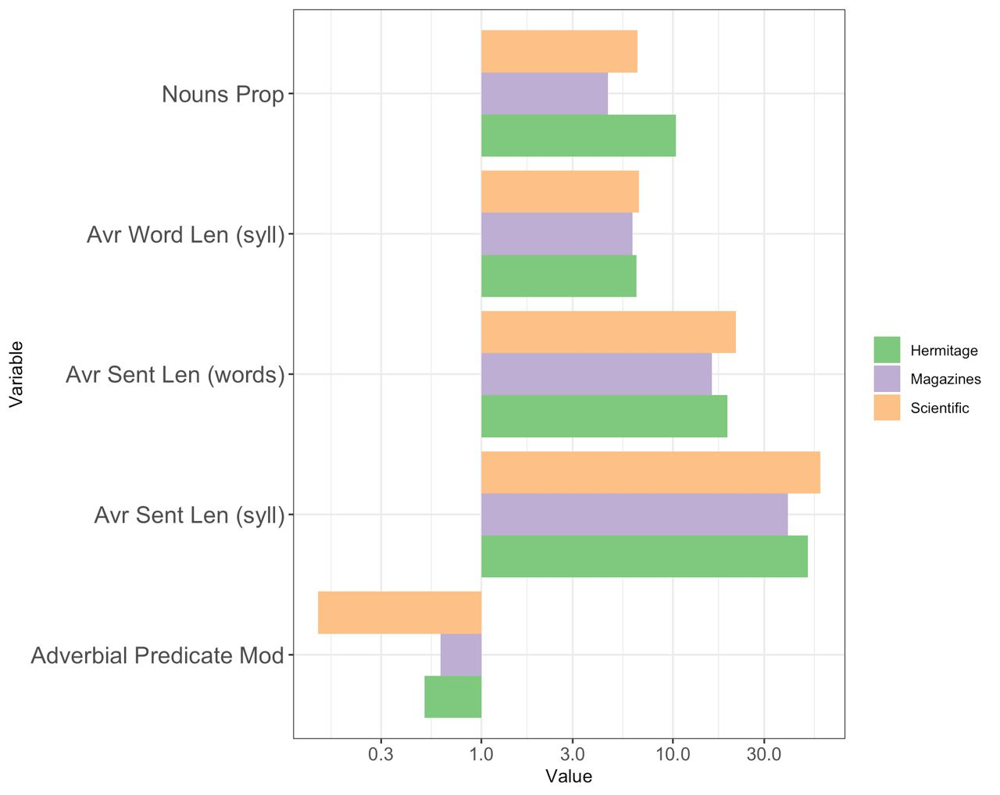 Nouns Prop
Avr Word Len (syll)
Avr Sent Len (words)
Avr Sent Len (syll)
Adverbial Predicate Mod
Variable
0.3 1.0 3.0 10.0 30.0
Value
Hermitage
Magazines
Scientific